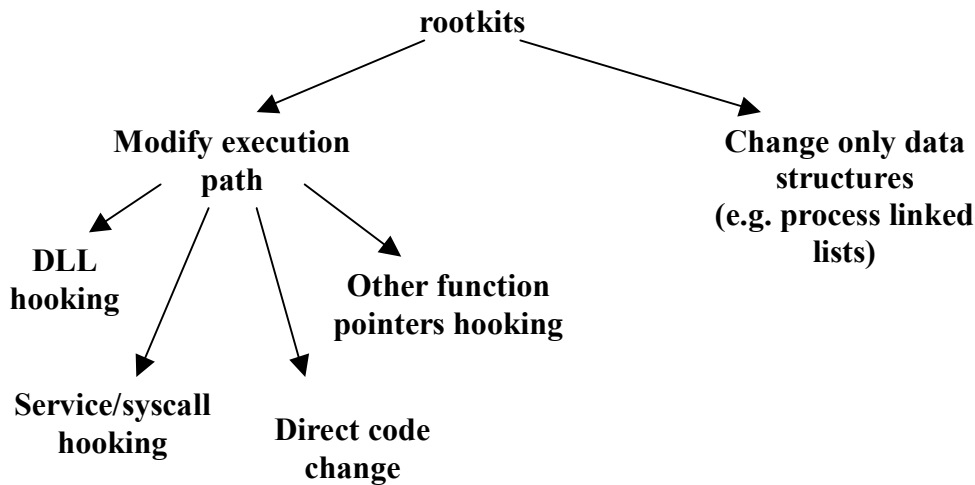 rootkits
Modify execution
path
Change only data
structures
(e.g. process linked
lists)
DLL
hooking
Other function
pointers hooking
Service/syscall
hooking
Direct code
change